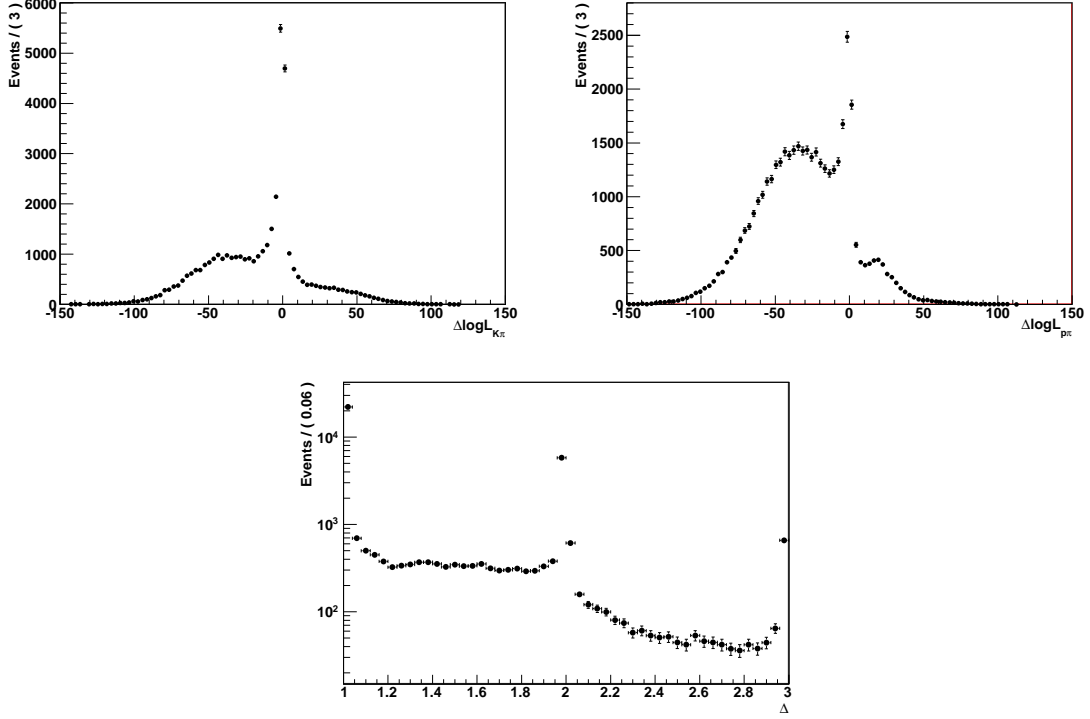 Events / ( 3 )
6000
5000
4000
3000
2000
1000
0
-150 -100 -50 0 50 100 150
ΔlogL_Kπ
Events / ( 3 )
2500
2000
1500
1000
500
0
-150 -100 -50 0 50 100 150
ΔlogL_pπ
Events / ( 0.06 )
10^4
10^3
10^2
1 1.2 1.4 1.6 1.8 2 2.2 2.4 2.6 2.8 3
Δ